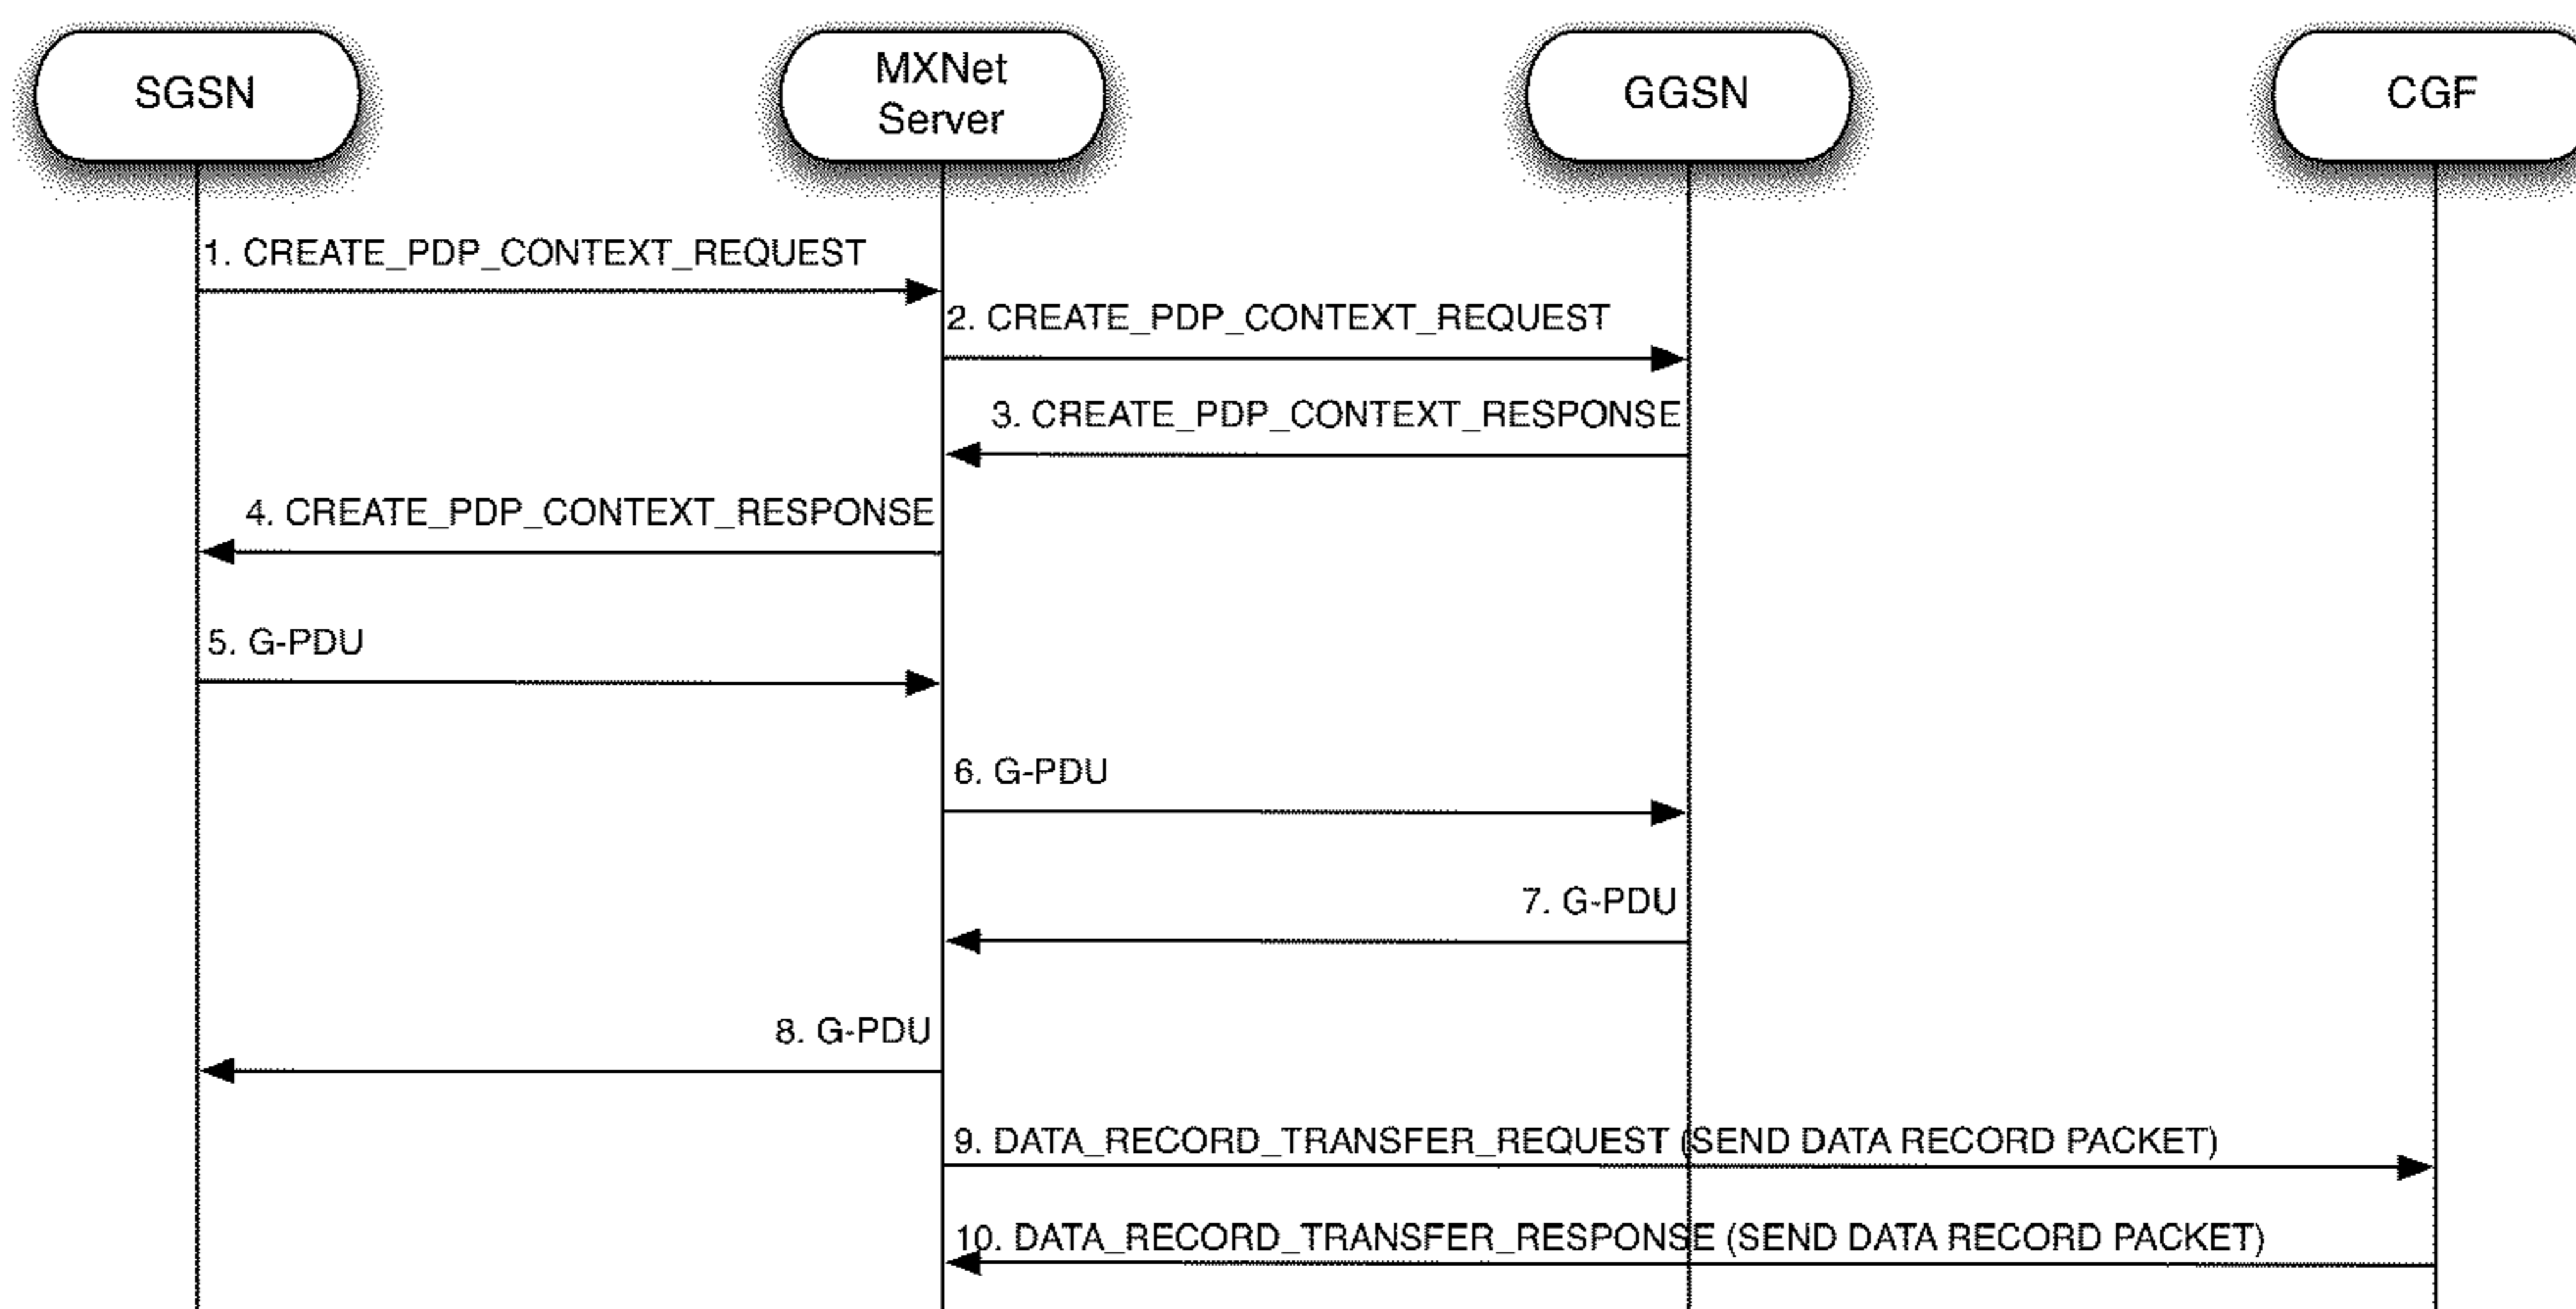 SGSN
MXNet
Server
GGSN
CGF
1. CREATE_PDP_CONTEXT_REQUEST
2. CREATE_PDP_CONTEXT_REQUEST
3. CREATE_PDP_CONTEXT_RESPONSE
4. CREATE_PDP_CONTEXT_RESPONSE
5. G-PDU
6. G-PDU
7. G-PDU
8. G-PDU
9. DATA_RECORD_TRANSFER_REQUEST (SEND DATA RECORD PACKET)
10. DATA_RECORD_TRANSFER_RESPONSE (SEND DATA RECORD PACKET)